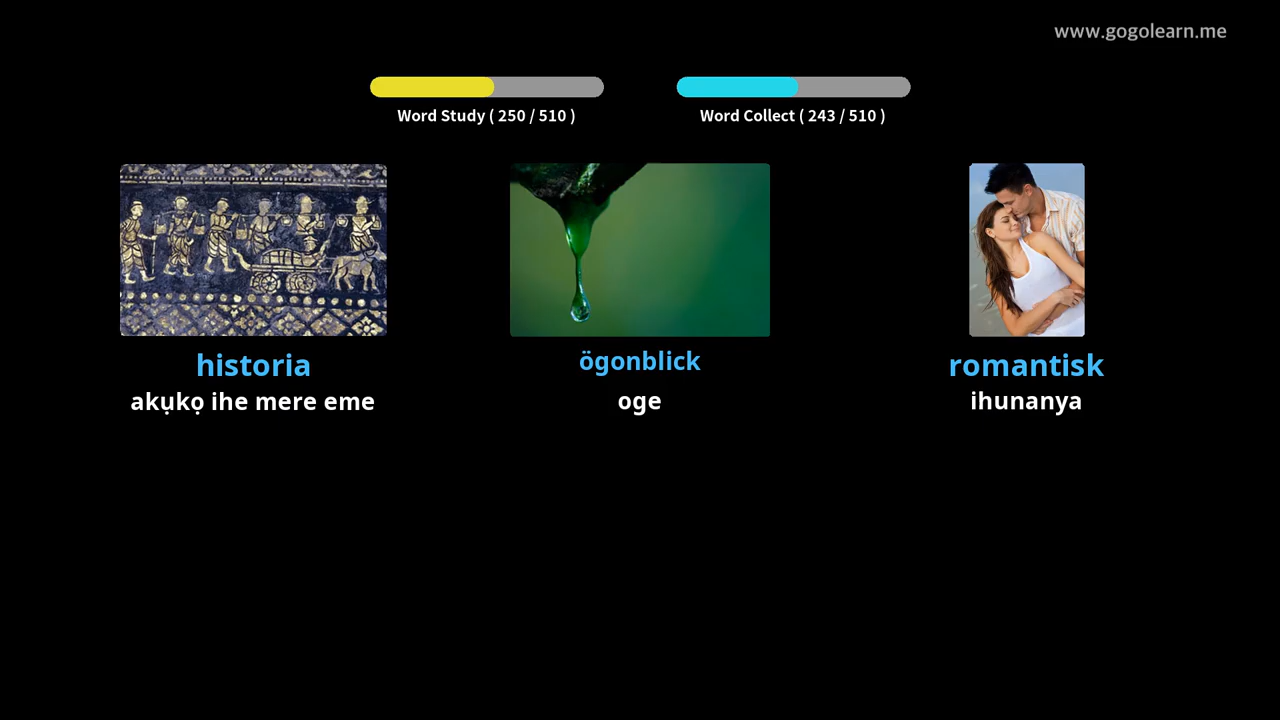 www.gogolearn.me
Word Study ( 250 / 510 )
Word Collect ( 243 / 510 )
historia
akụkọ ihe mere eme
ögonblick
oge
romantisk
ihunanya